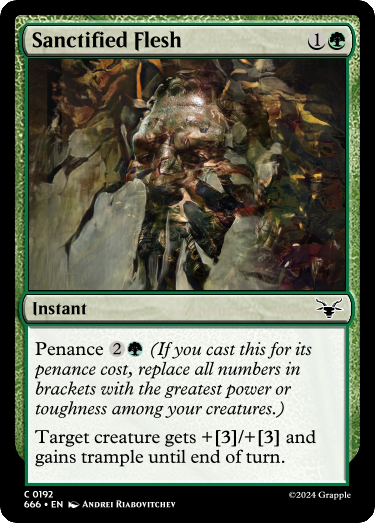 Sanctified Flesh 1
Instant
Penance 2 (If you cast this for its
penance cost, replace all numbers in
brackets with the greatest power or
toughness among your creatures.)
Target creature gets +[3]/+[3] and
gains trample until end of turn.
C 0192
666 • EN Andrei Riabovitchev
©2024 Grapple